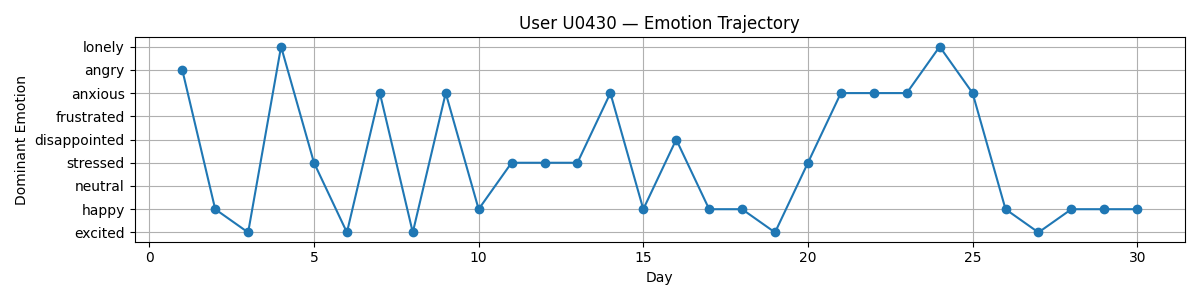 User U0430 — Emotion Trajectory
Dominant Emotion
lonely
angry
anxious
frustrated
disappointed
stressed
neutral
happy
excited
0 5 10 15 20 25 30
Day